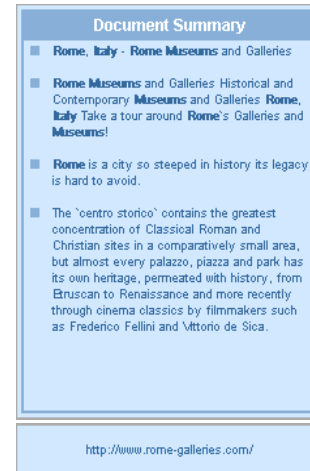 Document Summary
Rome, Italy - Rome Museums and Galleries
Rome Museums and Galleries Historical and
Contemporary Museums and Galleries Rome,
Italy Take a tour around Rome`s Galleries and
Museums!
Rome is a city so steeped in history its legacy
is hard to avoid.
The `centro storico` contains the greatest
concentration of Classical Roman and
Christian sites in a comparatively small area,
but almost every palazzo, piazza and park has
its own heritage, permeated with history, from
Etruscan to Renaissance and more recently
through cinema classics by filmmakers such
as Frederico Fellini and Vittorio de Sica.
http://www.rome-galleries.com/